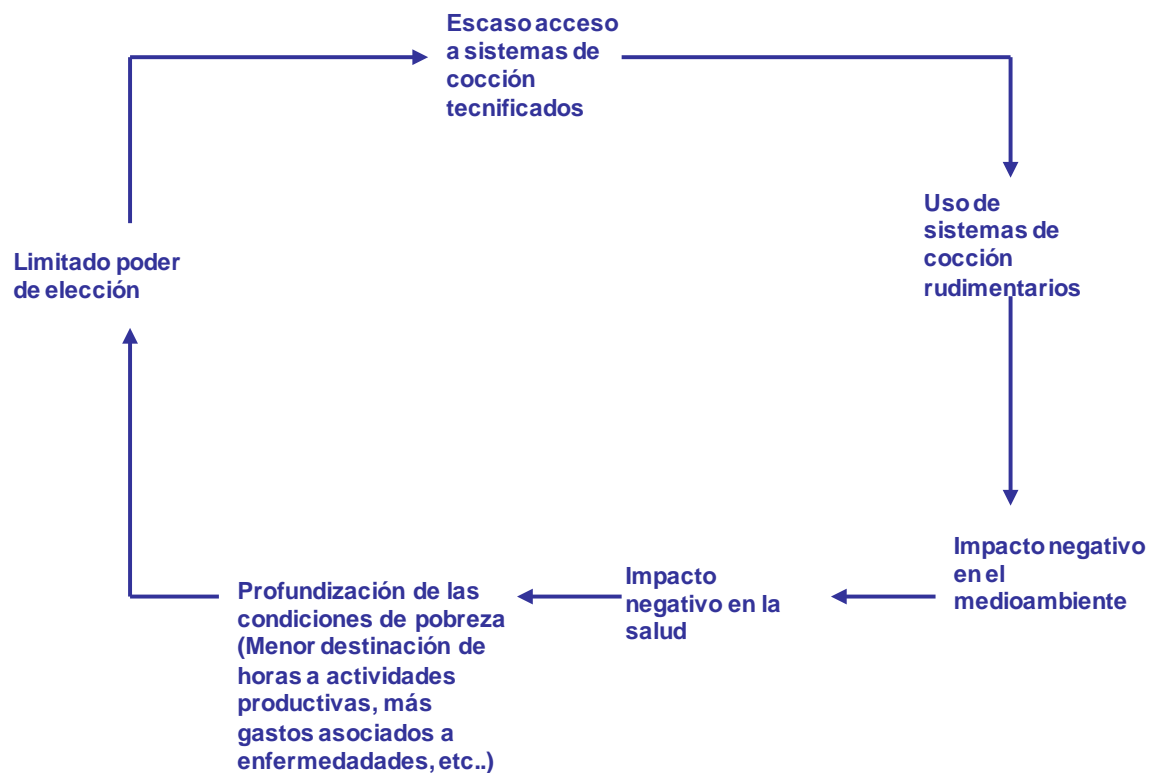 Escaso acceso
a sistemas de
cocción
tecnificados
Uso de
sistemas de
cocción
rudimentarios
Limitado poder
de elección
Impacto negativo
en el
medioambiente
Impacto
negativo en la
salud
Profundización de las
condiciones de pobreza
(Menor destinación de
horas a actividades
productivas, más
gastos asociados a
enfermedadades, etc..)